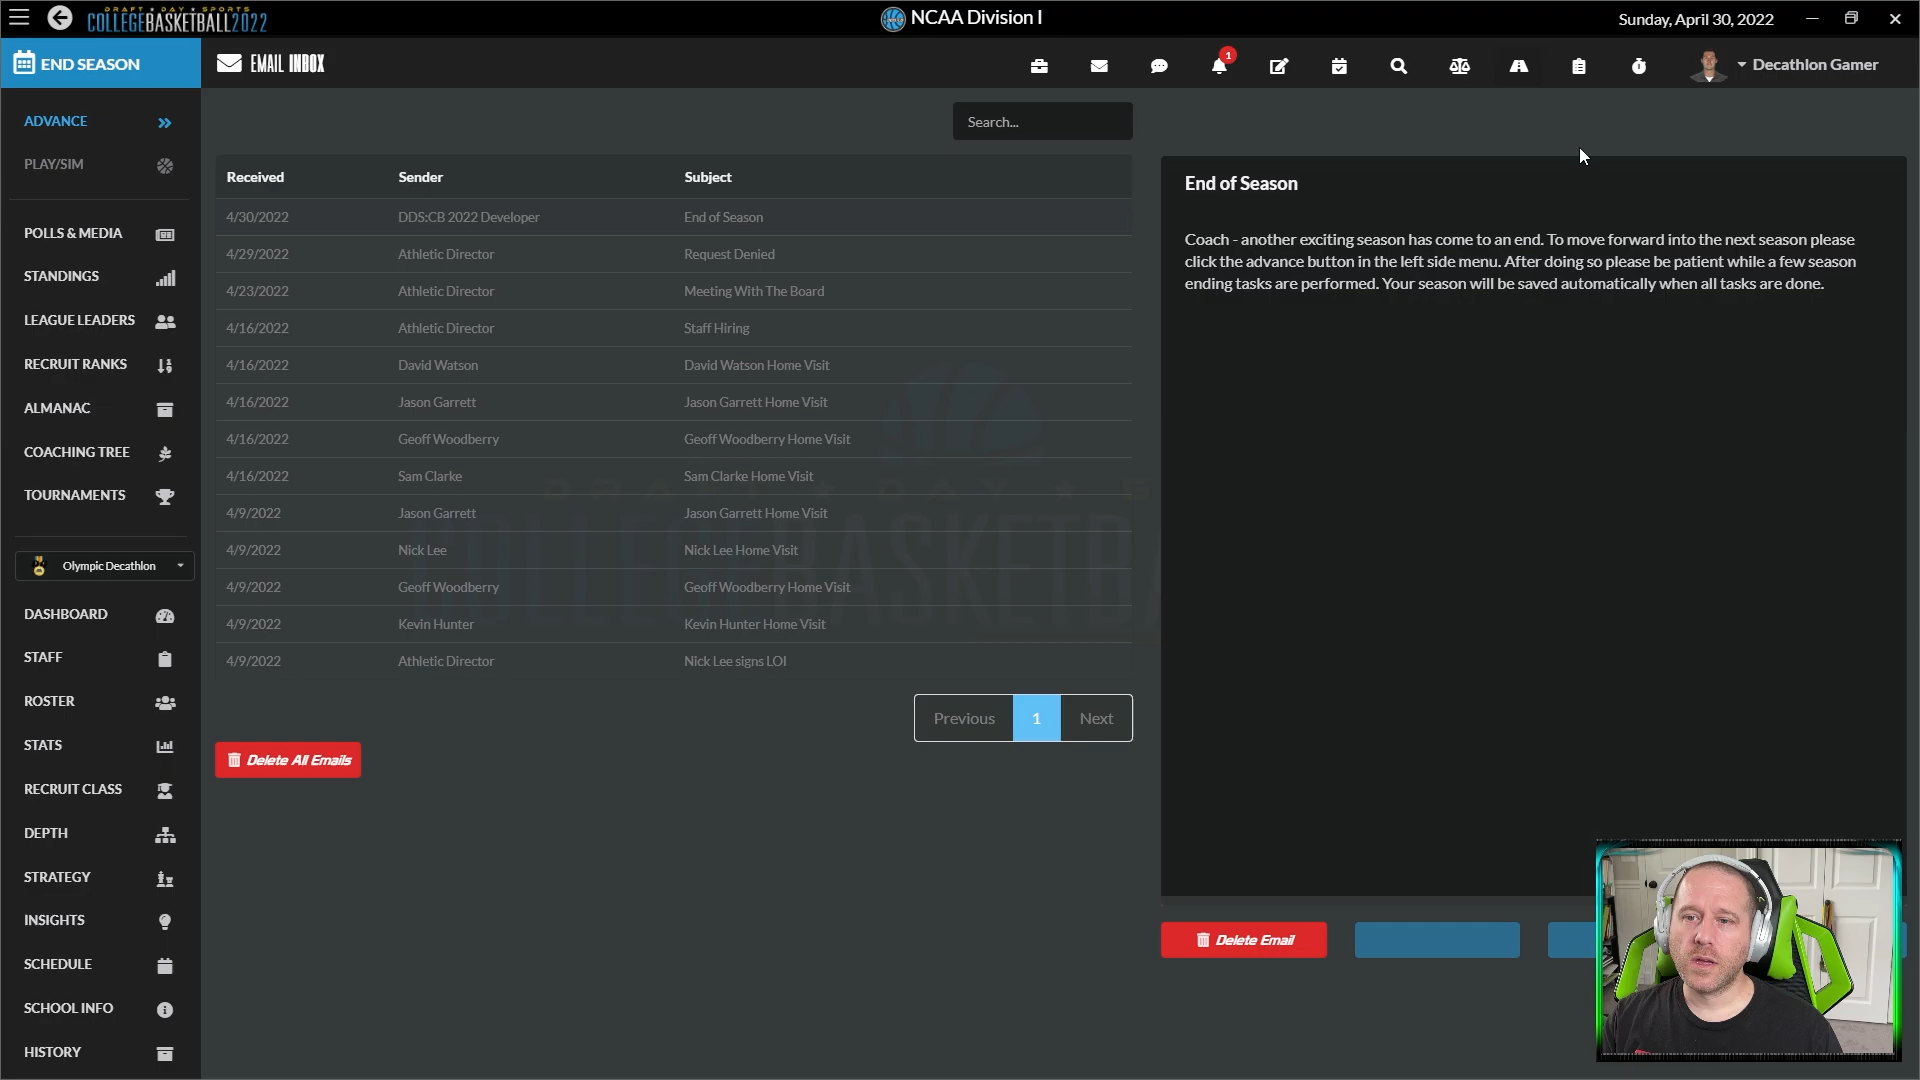 DRAFT DAY SPORTS
COLLEGE BASKETBALL 2022
NCAA Division I
Sunday, April 30, 2022
END SEASON
EMAIL INBOX
1
Decathlon Gamer
ADVANCE
PLAY/SIM
POLLS & MEDIA
STANDINGS
LEAGUE LEADERS
RECRUIT RANKS
ALMANAC
COACHING TREE
TOURNAMENTS
Olympic Decathlon
DASHBOARD
STAFF
ROSTER
STATS
RECRUIT CLASS
DEPTH
STRATEGY
INSIGHTS
SCHEDULE
SCHOOL INFO
HISTORY
Search...
Received Sender Subject
4/30/2022 DDS:CB 2022 Developer End of Season
4/29/2022 Athletic Director Request Denied
4/23/2022 Athletic Director Meeting With The Board
4/16/2022 Athletic Director Staff Hiring
4/16/2022 David Watson David Watson Home Visit
4/16/2022 Jason Garrett Jason Garrett Home Visit
4/16/2022 Geoff Woodberry Geoff Woodberry Home Visit
4/16/2022 Sam Clarke Sam Clarke Home Visit
4/9/2022 Jason Garrett Jason Garrett Home Visit
4/9/2022 Nick Lee Nick Lee Home Visit
4/9/2022 Geoff Woodberry Geoff Woodberry Home Visit
4/9/2022 Kevin Hunter Kevin Hunter Home Visit
4/9/2022 Athletic Director Nick Lee signs LOI
Previous 1 Next
Delete All Emails
End of Season
Coach - another exciting season has come to an end. To move forward into the next season please
click the advance button in the left side menu. After doing so please be patient while a few season
ending tasks are performed. Your season will be saved automatically when all tasks are done.
Delete Email